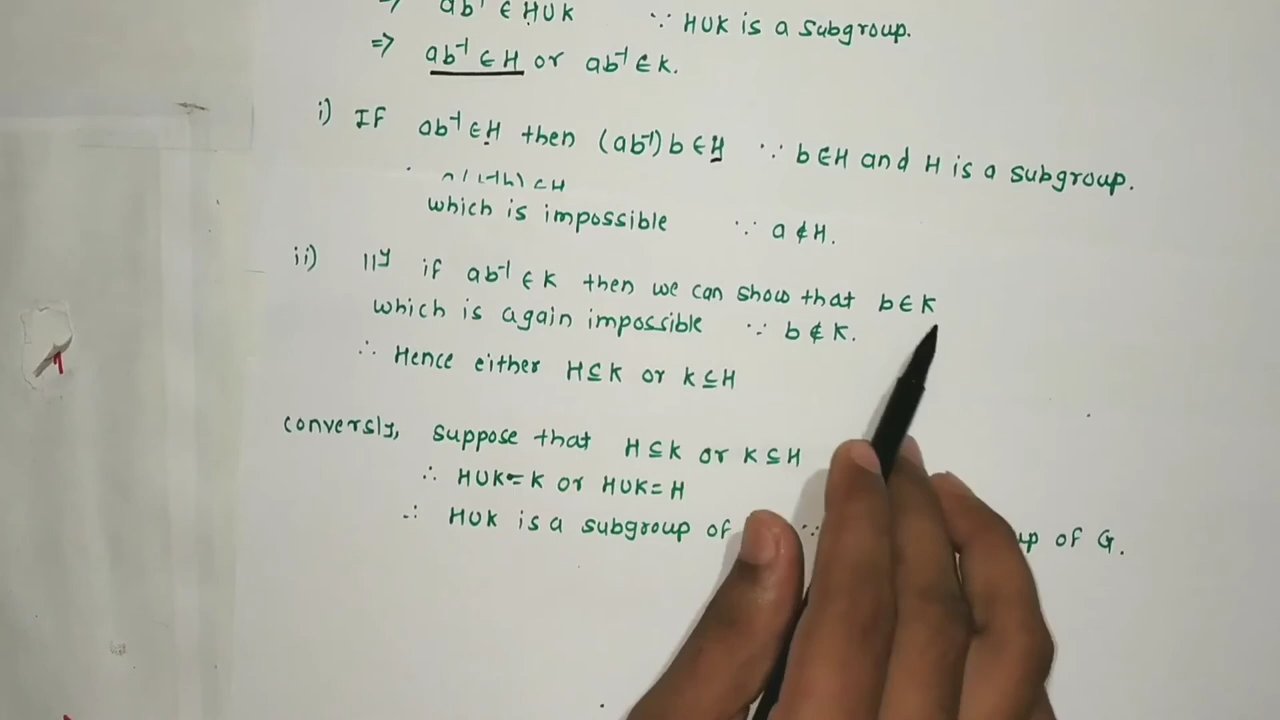 ⇒ ab⁻¹ ∈ HUK ∵ HUK is a subgroup.
⇒ ab⁻¹ ∈ H or ab⁻¹ ∈ K.
i) If ab⁻¹ ∈ H then (ab⁻¹) b ∈ H ∵ b ∈ H and H is a subgroup.
which is impossible ∵ a ∉ H.
ii) |||ly if ab⁻¹ ∈ K then we can show that b ∈ K
which is again impossible ∵ b ∉ K.
∴ Hence either H ⊆ K or K ⊆ H
conversly, suppose that H ⊆ K or K ⊆ H
∴ HUK = K or HUK = H
∴ HUK is a subgroup of ∵ of G.